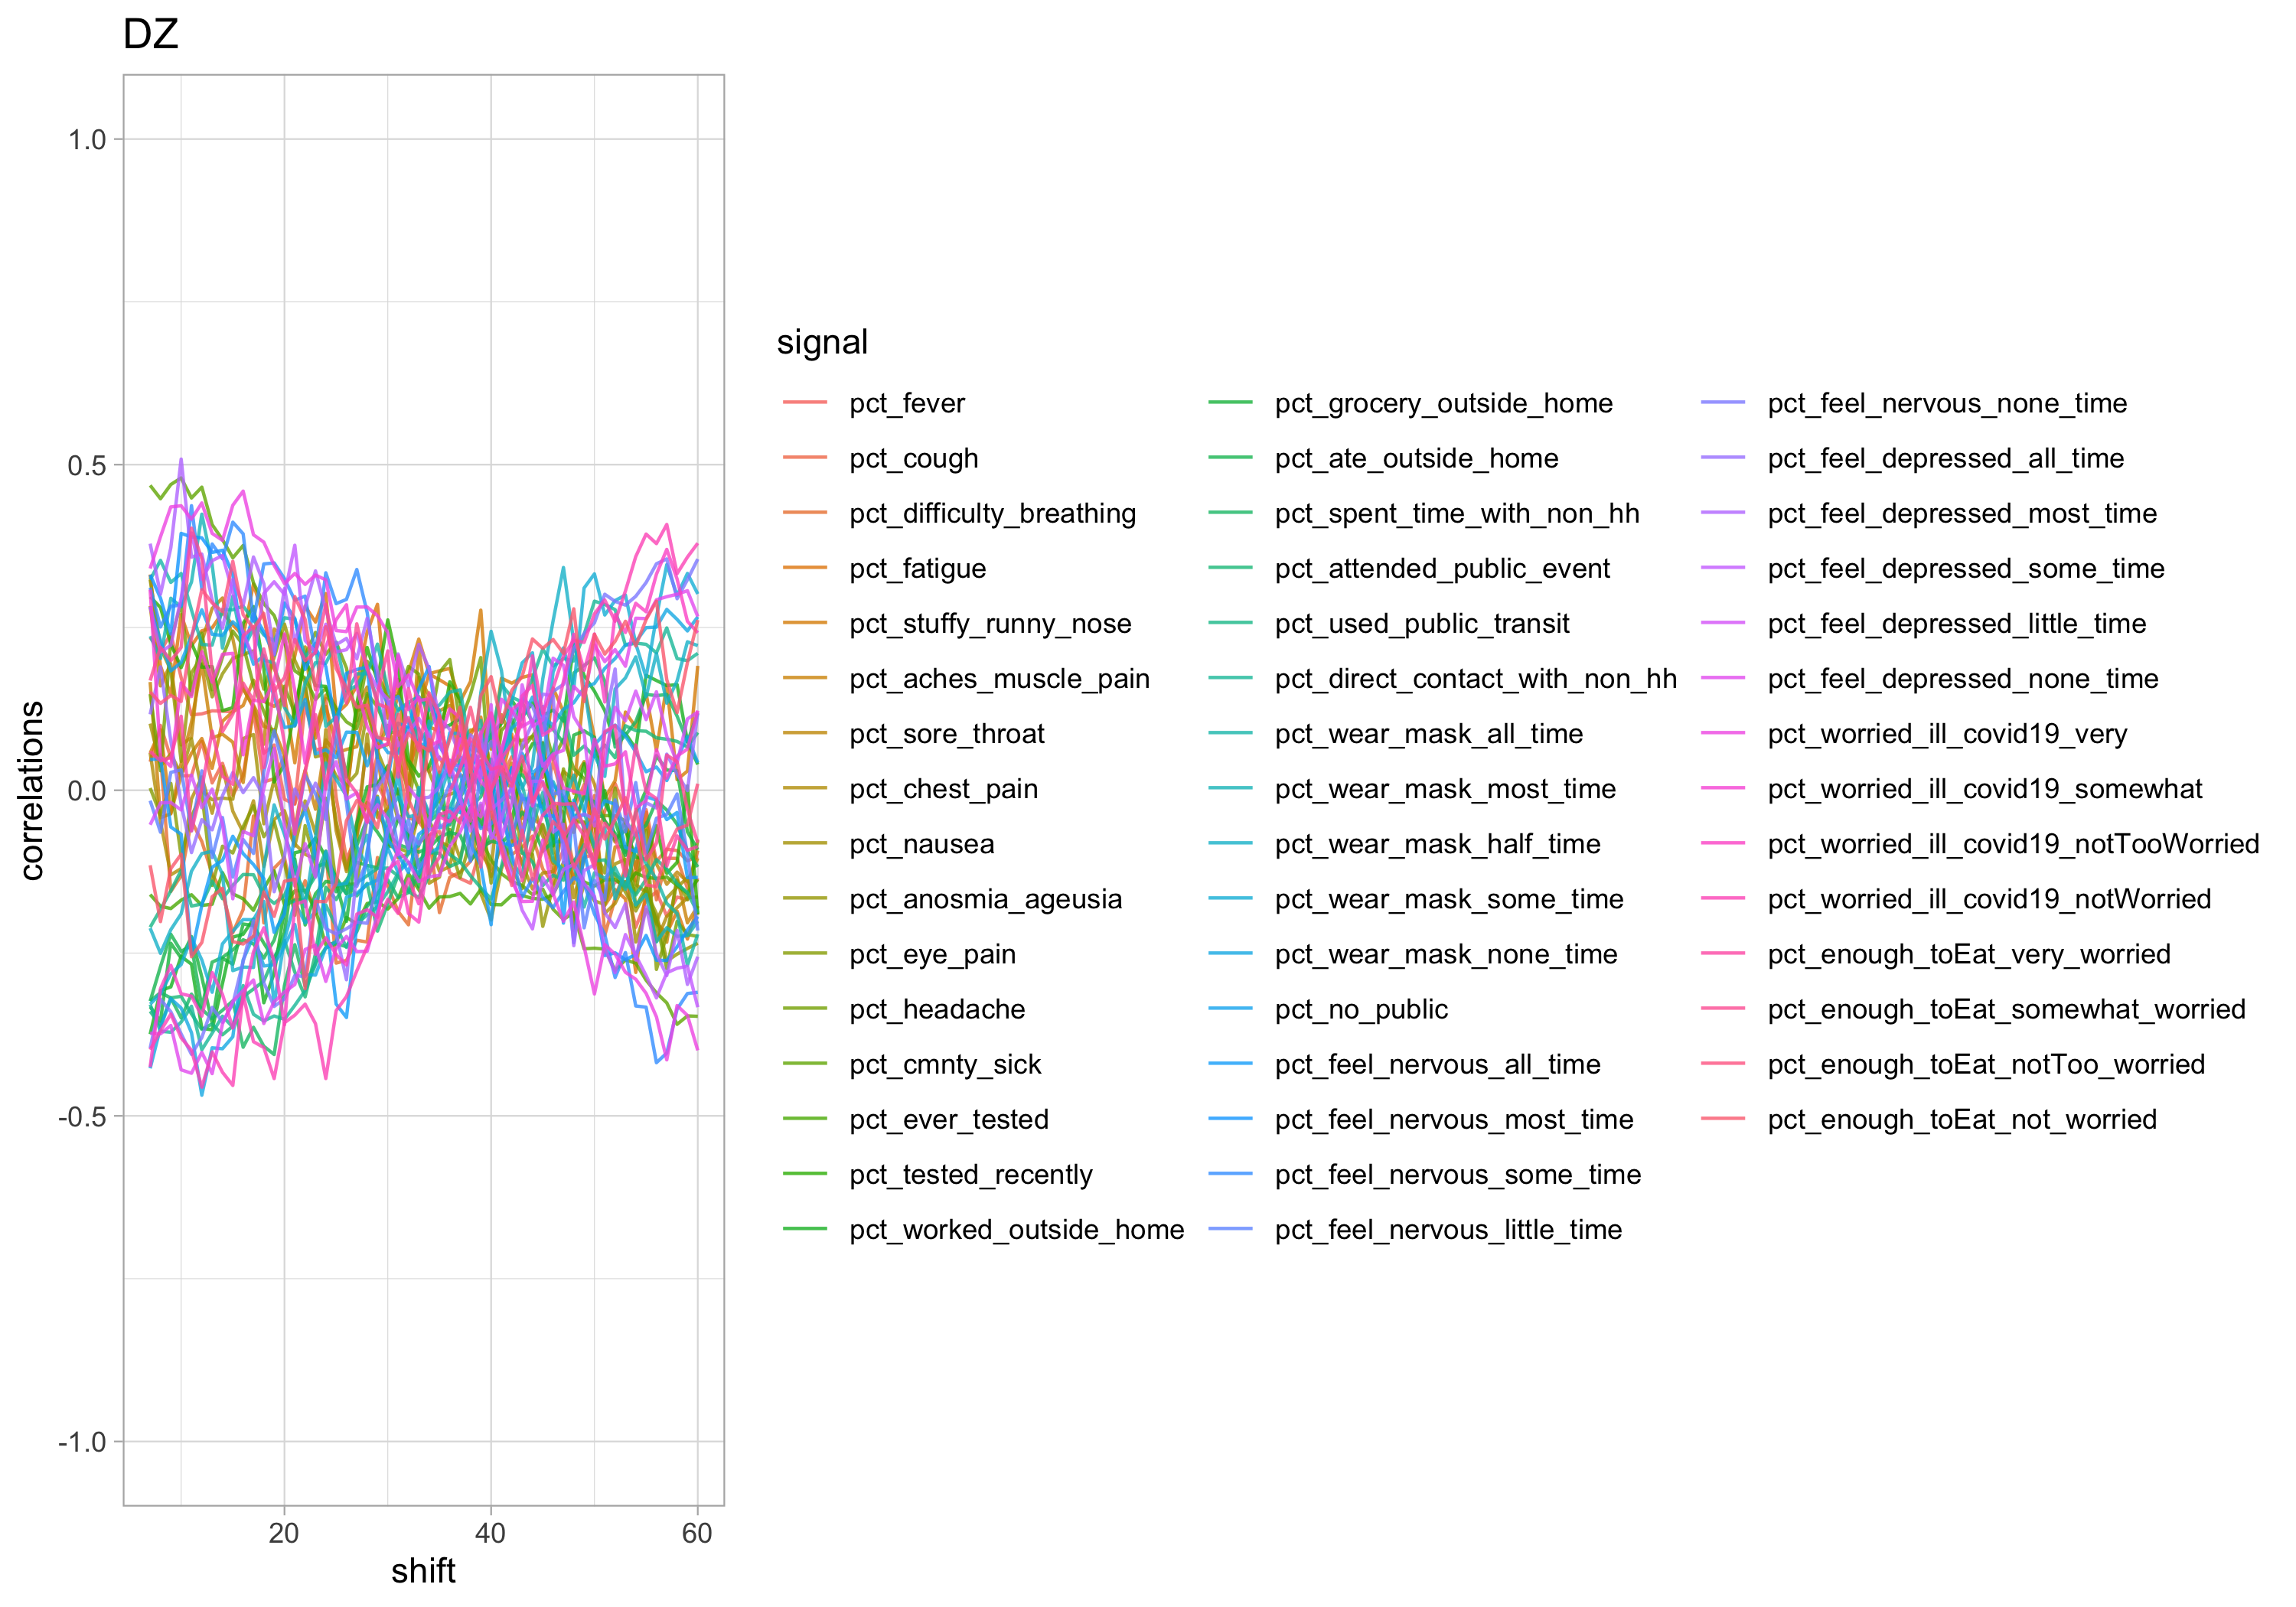 DZ
correlations
1.0
0.5
0.0
-0.5
-1.0
20
40
60
shift
signal
pct_fever
pct_cough
pct_difficulty_breathing
pct_fatigue
pct_stuffy_runny_nose
pct_aches_muscle_pain
pct_sore_throat
pct_chest_pain
pct_nausea
pct_anosmia_ageusia
pct_eye_pain
pct_headache
pct_cmnty_sick
pct_ever_tested
pct_tested_recently
pct_worked_outside_home
pct_grocery_outside_home
pct_ate_outside_home
pct_spent_time_with_non_hh
pct_attended_public_event
pct_used_public_transit
pct_direct_contact_with_non_hh
pct_wear_mask_all_time
pct_wear_mask_most_time
pct_wear_mask_half_time
pct_wear_mask_some_time
pct_wear_mask_none_time
pct_no_public
pct_feel_nervous_all_time
pct_feel_nervous_most_time
pct_feel_nervous_some_time
pct_feel_nervous_little_time
pct_feel_nervous_none_time
pct_feel_depressed_all_time
pct_feel_depressed_most_time
pct_feel_depressed_some_time
pct_feel_depressed_little_time
pct_feel_depressed_none_time
pct_worried_ill_covid19_very
pct_worried_ill_covid19_somewhat
pct_worried_ill_covid19_notTooWorried
pct_worried_ill_covid19_notWorried
pct_enough_toEat_very_worried
pct_enough_toEat_somewhat_worried
pct_enough_toEat_notToo_worried
pct_enough_toEat_not_worried